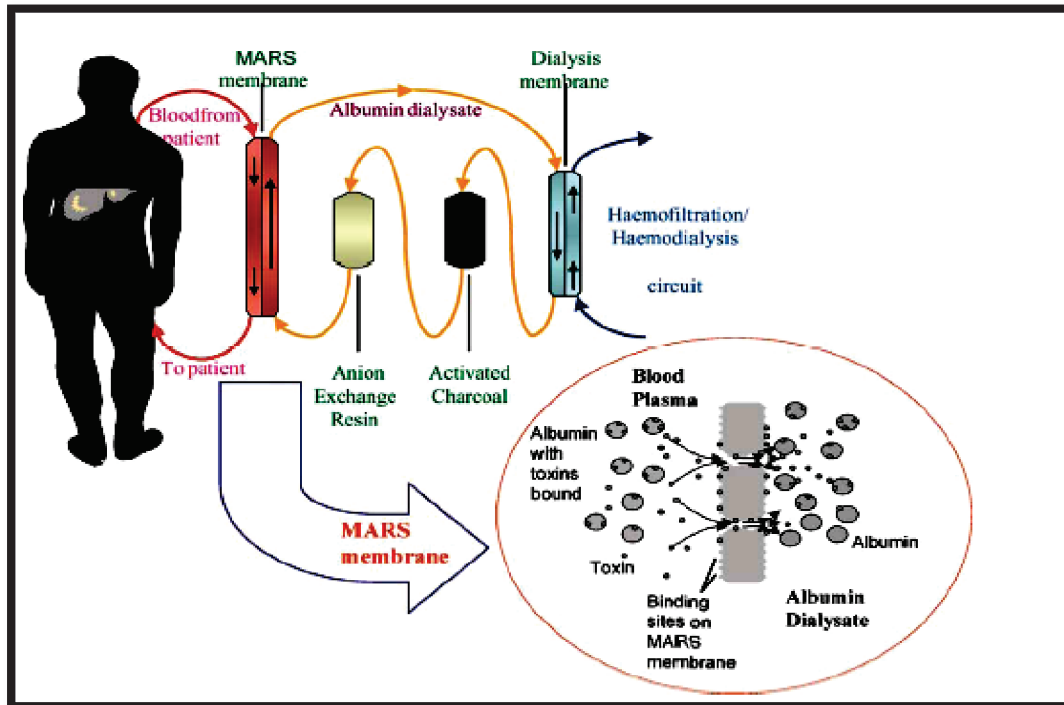 MARS
membrane
Dialysis
membrane
Bloodfrom
patient
Albumin dialysate
Haemofiltration/
Haemodialysis
circuit
To patient
Anion
Exchange
Resin
Activated
Charcoal
MARS
membrane
Blood
Plasma
Albumin
with
toxins
bound
Toxin
Albumin
Binding
sites on
MAIRS
membrane
Albumin
Dialysate